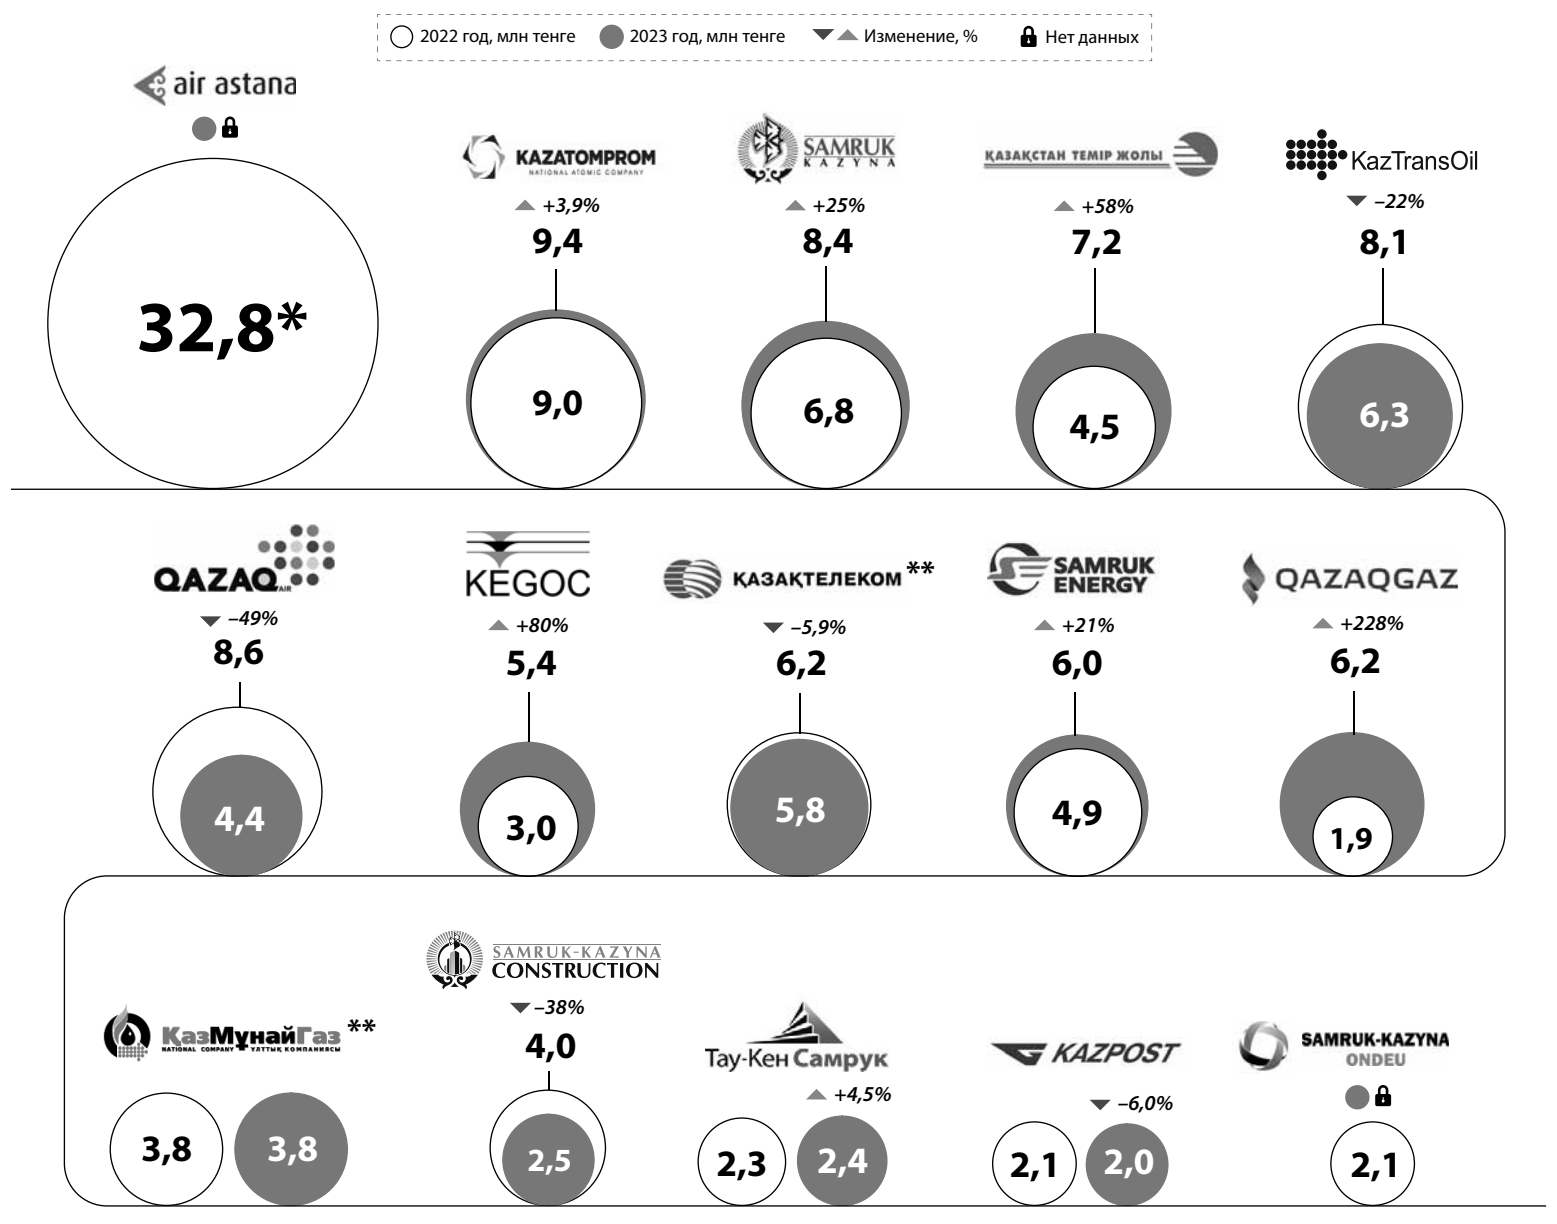 2022 год, млн тенге 2023 год, млн тенге Изменение, % Нет данных
air astana
32,8*
KAZATOMPROM
NATIONAL ATOMIC COMPANY
+3,9%
9,4
9,0
SAMRUK
KAZYNA
+25%
8,4
6,8
ҚАЗАҚСТАН ТЕМІР ЖОЛЫ
+58%
7,2
4,5
KazTransOil
–22%
8,1
6,3
QAZAQ
AIR
–49%
8,6
4,4
KEGOC
+80%
5,4
3,0
ҚАЗАҚТЕЛЕКОМ**
–5,9%
6,2
5,8
SAMRUK
ENERGY
+21%
6,0
4,9
QAZAQGAZ
+228%
6,2
1,9
ҚазМұнайГаз**
NATIONAL COMPANY ҰЛТТЫҚ КОМПАНИЯСЫ
3,8 3,8
SAMRUK-KAZYNA
CONSTRUCTION
–38%
4,0
2,5
Тау-Кен Самрук
+4,5%
2,3 2,4
KAZPOST
–6,0%
2,1 2,0
SAMRUK-KAZYNA
ONDEU
2,1